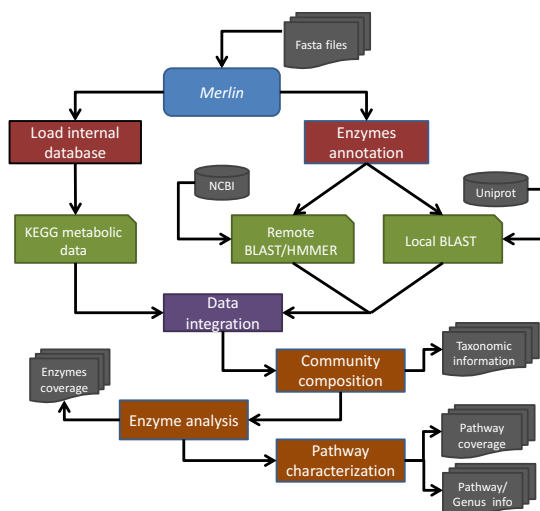 Fasta files
Merlin
Load internal
database
Enzymes
annotation
NCBI
Uniprot
KEGG metabolic
data
Remote
BLAST/HMMER
Local BLAST
Data
integration
Community
composition
Taxonomic
information
Enzymes
coverage
Enzyme analysis
Pathway
characterization
Pathway
coverage
Pathway/
Genus info